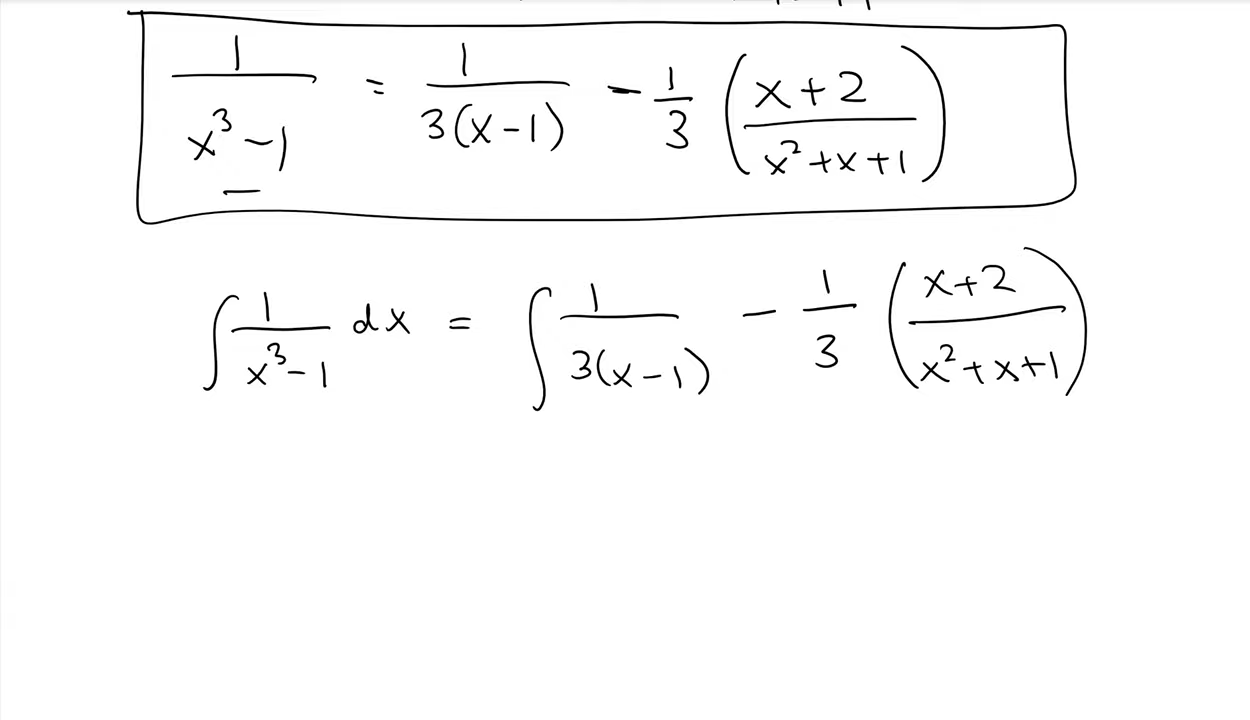 1/(x³-1) = 1/(3(x-1)) - 1/3 ((x+2)/(x²+x+1))
∫ 1/(x³-1) dx = ∫ 1/(3(x-1)) - 1/3 ((x+2)/(x²+x+1))